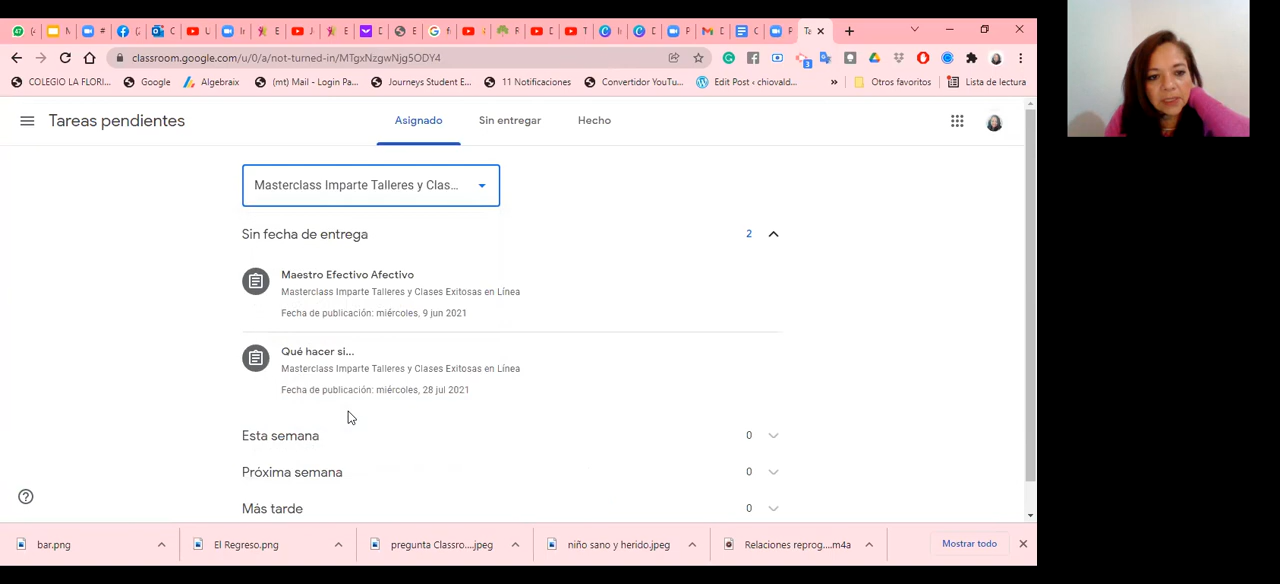 classroom.google.com/u/0/a/not-turned-in/MTgxNzgwNjg5ODY4
COLEGIO LA FLORI... Google Algebraix (mt) Mail - Login Pa... Journeys Student E... 11 Notificaciones Convertidor YouTu... Edit Post ‹ chiovald... » Otros favoritos Lista de lectura
Tareas pendientes
Asignado Sin entregar Hecho
Masterclass Imparte Talleres y Clas...
Sin fecha de entrega 2
Maestro Efectivo Afectivo
Masterclass Imparte Talleres y Clases Exitosas en Línea
Fecha de publicación: miércoles, 9 jun 2021
Qué hacer si...
Masterclass Imparte Talleres y Clases Exitosas en Línea
Fecha de publicación: miércoles, 28 jul 2021
Esta semana 0
Próxima semana 0
Más tarde 0
bar.png El Regreso.png pregunta Classro....jpeg niño sano y herido.jpeg Relaciones reprog....m4a Mostrar todo